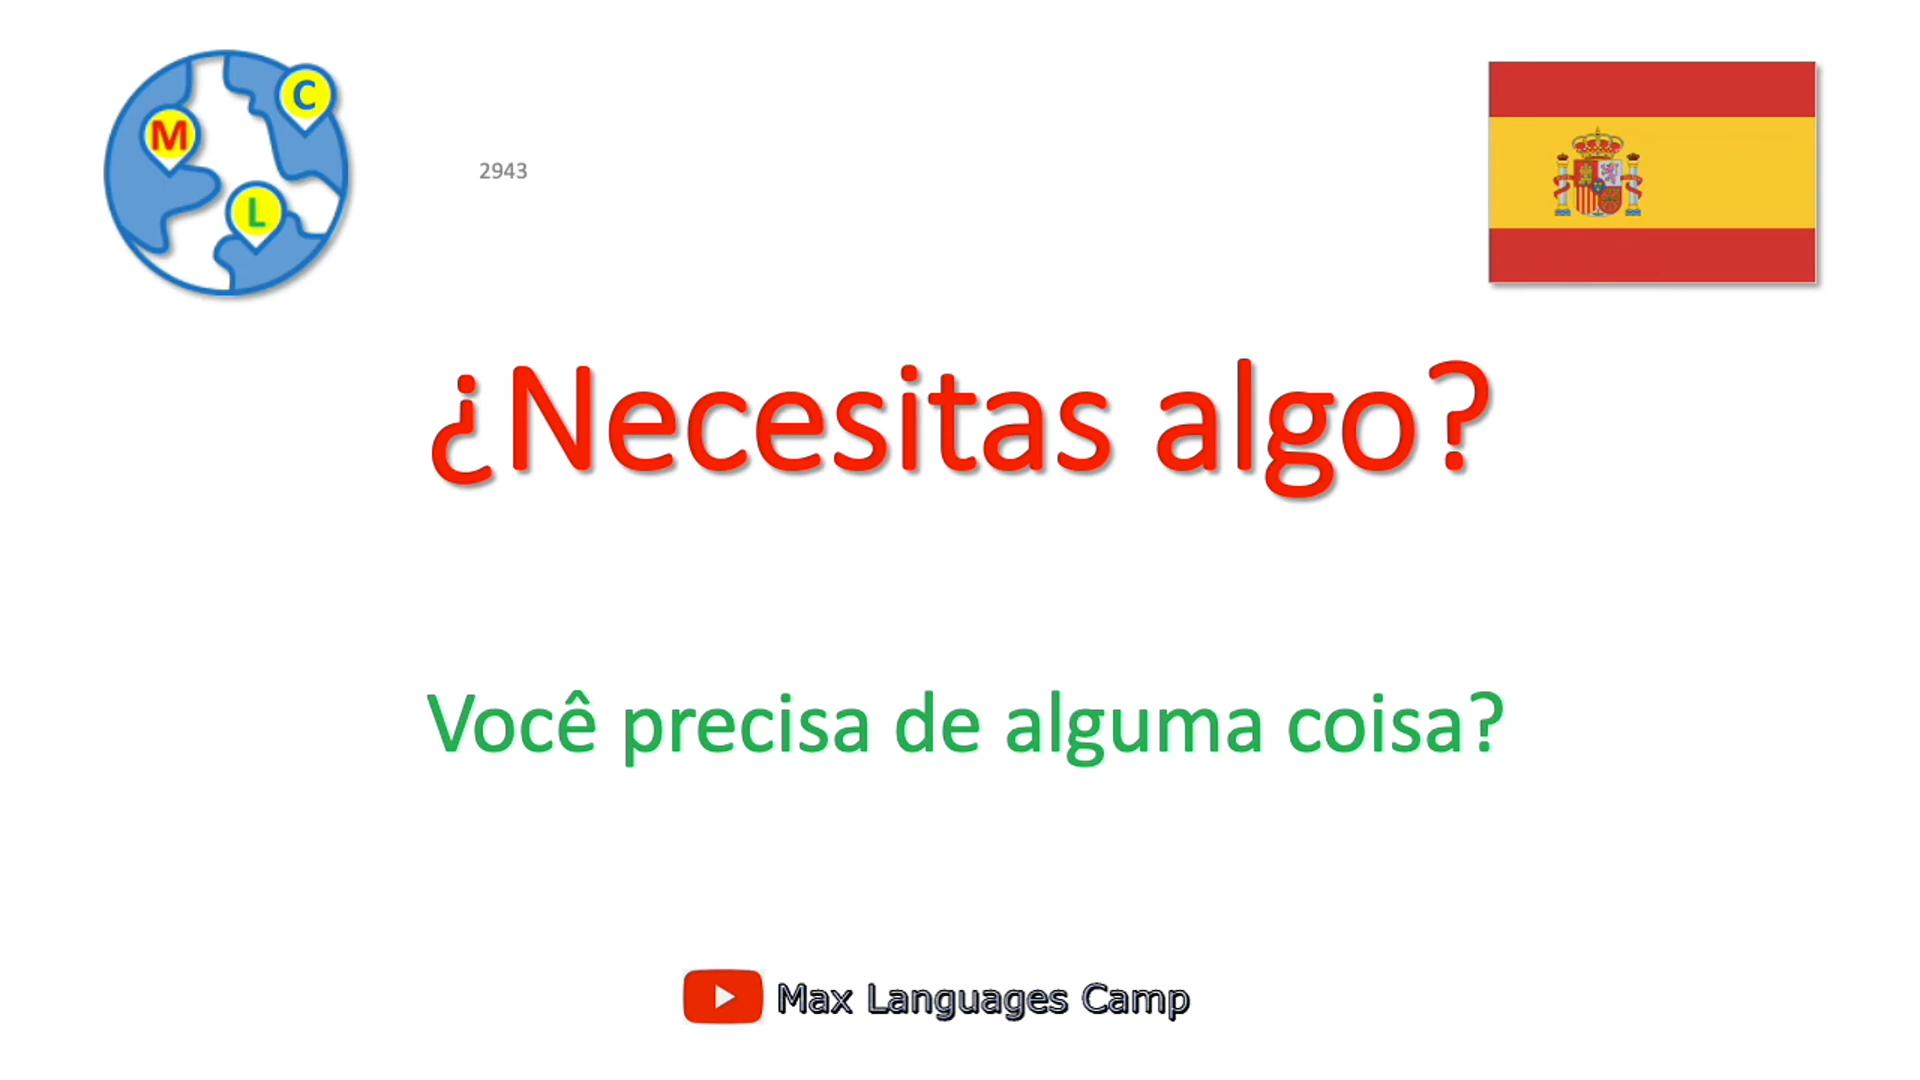 C
M
L
2943
¿Necesitas algo?
Você precisa de alguma coisa?
Max Languages Camp